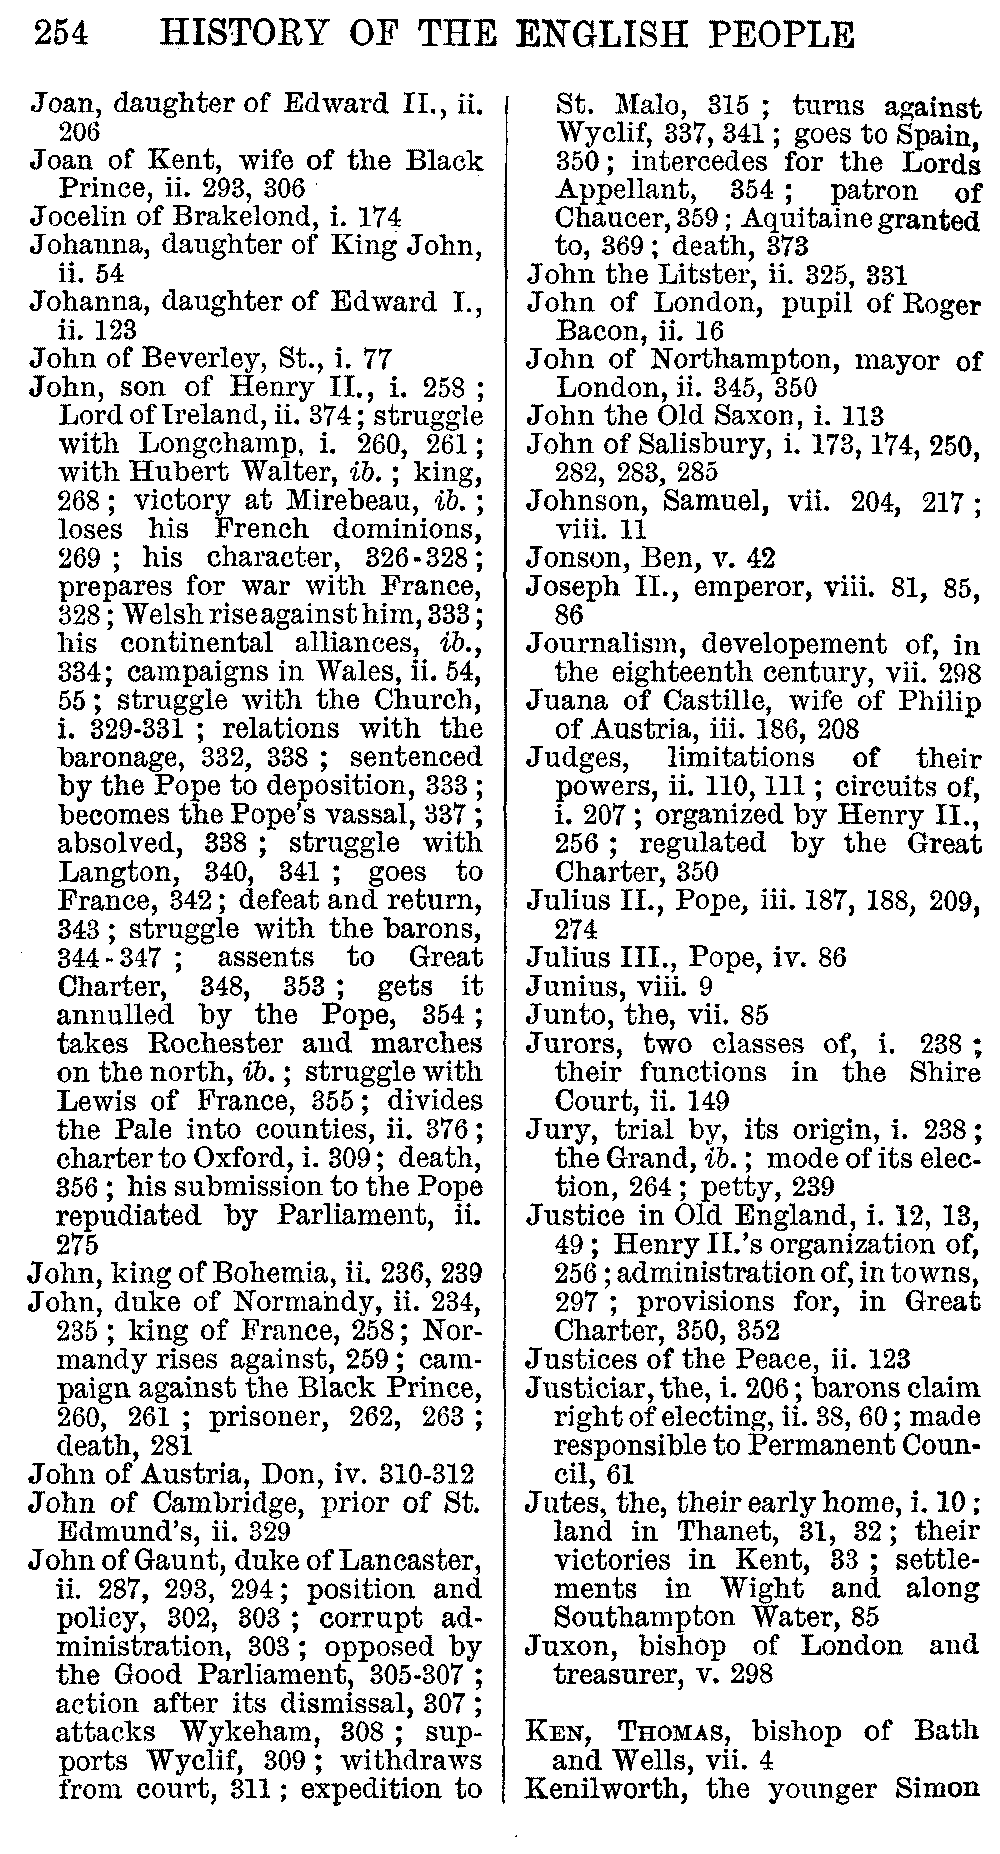 254 HISTORY OF THE ENGLISH PEOPLE
Joan, daughter of Edward II., ii.
206
Joan of Kent, wife of the Black
Prince, ii. 293, 306
Jocelin of Brakelond, i. 174
Johanna, daughter of King John,
ii. 54
Johanna, daughter of Edward I.,
ii. 123
John of Beverley, St., i. 77
John, son of Henry II., i. 258 ;
Lord of Ireland, ii. 374 ; struggle
with Longchamp, i. 260, 261 ;
with Hubert Walter, ib. ; king,
268 ; victory at Mirebeau, ib. ;
loses his French dominions,
269 ; his character, 326-328 ;
prepares for war with France,
328 ; Welsh rise against him, 333 ;
his continental alliances, ib.,
334 ; campaigns in Wales, ii. 54,
55 ; struggle with the Church,
i. 329-331 ; relations with the
baronage, 332, 338 ; sentenced
by the Pope to deposition, 333 ;
becomes the Pope's vassal, 337 ;
absolved, 338 ; struggle with
Langton, 340, 341 ; goes to
France, 342 ; defeat and return,
343 ; struggle with the barons,
344-347 ; assents to Great
Charter, 348, 353 ; gets it
annulled by the Pope, 354 ;
takes Rochester and marches
on the north, ib. ; struggle with
Lewis of France, 355 ; divides
the Pale into counties, ii. 376 ;
charter to Oxford, i. 309 ; death,
356 ; his submission to the Pope
repudiated by Parliament, ii.
275
John, king of Bohemia, ii. 236, 239
John, duke of Normandy, ii. 234,
235 ; king of France, 258 ; Nor-
mandy rises against, 259 ; cam-
paign against the Black Prince,
260, 261 ; prisoner, 262, 263 ;
death, 281
John of Austria, Don, iv. 310-312
John of Cambridge, prior of St.
Edmund's, ii. 329
John of Gaunt, duke of Lancaster,
ii. 287, 293, 294 ; position and
policy, 302, 303 ; corrupt ad-
ministration, 303 ; opposed by
the Good Parliament, 305-307 ;
action after its dismissal, 307 ;
attacks Wykeham, 308 ; sup-
ports Wyclif, 309 ; withdraws
from court, 311 ; expedition to
St. Malo, 315 ; turns against
Wyclif, 337, 341 ; goes to Spain,
350 ; intercedes for the Lords
Appellant, 354 ; patron of
Chaucer, 359 ; Aquitaine granted
to, 369 ; death, 373
John the Litster, ii. 325, 331
John of London, pupil of Roger
Bacon, ii. 16
John of Northampton, mayor of
London, ii. 345, 350
John the Old Saxon, i. 113
John of Salisbury, i. 173, 174, 250,
282, 283, 285
Johnson, Samuel, vii. 204, 217 ;
viii. 11
Jonson, Ben, v. 42
Joseph II., emperor, viii. 81, 85,
86
Journalism, developement of, in
the eighteenth century, vii. 298
Juana of Castille, wife of Philip
of Austria, iii. 186, 208
Judges, limitations of their
powers, ii. 110, 111 ; circuits of,
i. 207 ; organized by Henry II.,
256 ; regulated by the Great
Charter, 350
Julius II., Pope, iii. 187, 188, 209,
274
Julius III., Pope, iv. 86
Junius, viii. 9
Junto, the, vii. 85
Jurors, two classes of, i. 238 ;
their functions in the Shire
Court, ii. 149
Jury, trial by, its origin, i. 238 ;
the Grand, ib. ; mode of its elec-
tion, 264 ; petty, 239
Justice in Old England, i. 12, 13,
49 ; Henry II.'s organization of,
256 ; administration of, in towns,
297 ; provisions for, in Great
Charter, 350, 352
Justices of the Peace, ii. 123
Justiciar, the, i. 206 ; barons claim
right of electing, ii. 38, 60 ; made
responsible to Permanent Coun-
cil, 61
Jutes, the, their early home, i. 10 ;
land in Thanet, 31, 32 ; their
victories in Kent, 33 ; settle-
ments in Wight and along
Southampton Water, 85
Juxon, bishop of London and
treasurer, v. 298
KEN, THOMAS, bishop of Bath
and Wells, vii. 4
Kenilworth, the younger Simon